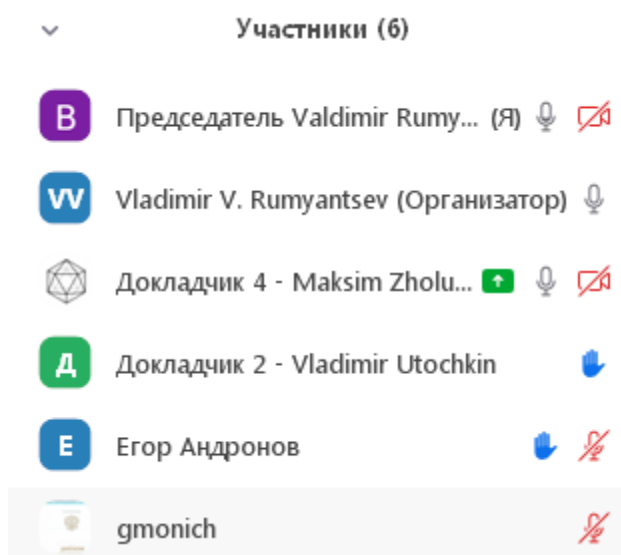 Участники (6)
В Председатель Valdimir Rumy... (Я)
VV Vladimir V. Rumyantsev (Организатор)
Докладчик 4 - Maksim Zholu...
Д Докладчик 2 - Vladimir Utochkin
Е Егор Андронов
gmonich